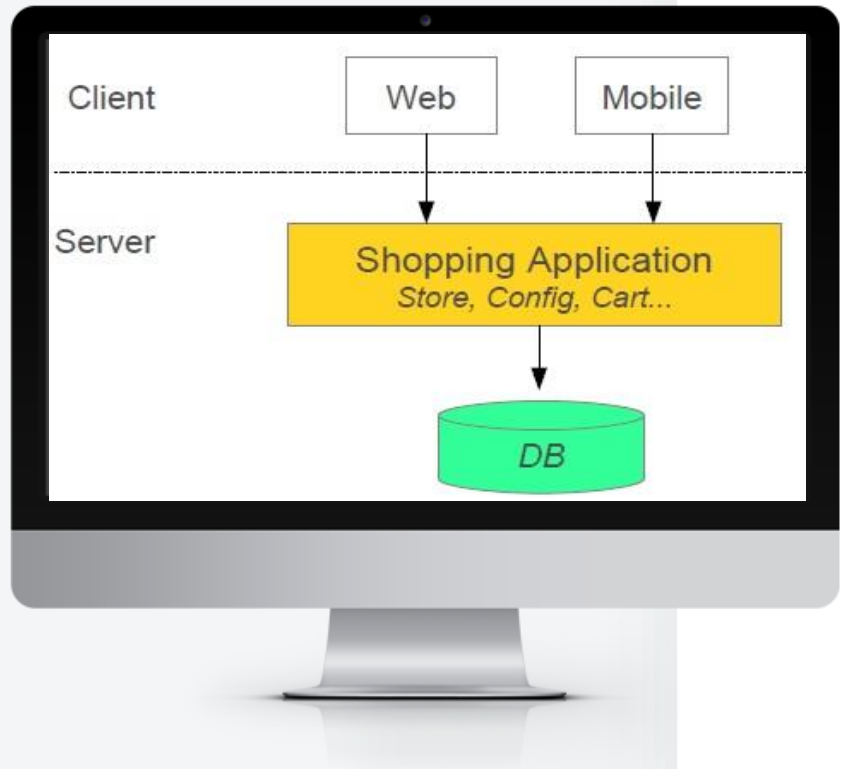 Client
Web
Mobile
Server
Shopping Application
Store, Config, Cart...
DB